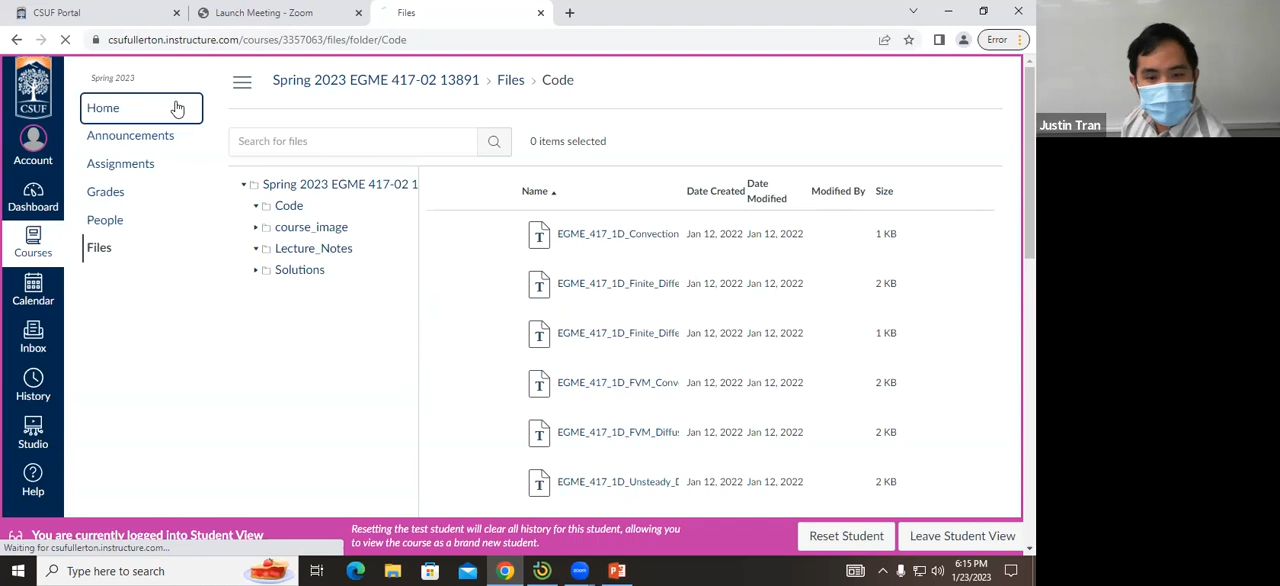 CSUF Portal
Launch Meeting - Zoom
Files
csufullerton.instructure.com/courses/3357063/files/folder/Code
Error
CSUF
Account
Dashboard
Courses
Calendar
Inbox
History
Studio
Help
Spring 2023
Home
Announcements
Assignments
Grades
People
Files
Spring 2023 EGME 417-02 13891 › Files › Code
Search for files
0 items selected
Spring 2023 EGME 417-02 1
Code
course_image
Lecture_Notes
Solutions
Name Date Created Date Modified Modified By Size
EGME_417_1D_Convection Jan 12, 2022 Jan 12, 2022 1 KB
EGME_417_1D_Finite_Diffe Jan 12, 2022 Jan 12, 2022 2 KB
EGME_417_1D_Finite_Diffe Jan 12, 2022 Jan 12, 2022 1 KB
EGME_417_1D_FVM_Conv Jan 12, 2022 Jan 12, 2022 2 KB
EGME_417_1D_FVM_Diffu Jan 12, 2022 Jan 12, 2022 2 KB
EGME_417_1D_Unsteady_D Jan 12, 2022 Jan 12, 2022 2 KB
You are currently logged into Student View
Resetting the test student will clear all history for this student, allowing you
to view the course as a brand new student.
Reset Student
Leave Student View
Waiting for csufullerton.instructure.com...
Type here to search
zoom
6:15 PM
1/23/2023
Justin Tran